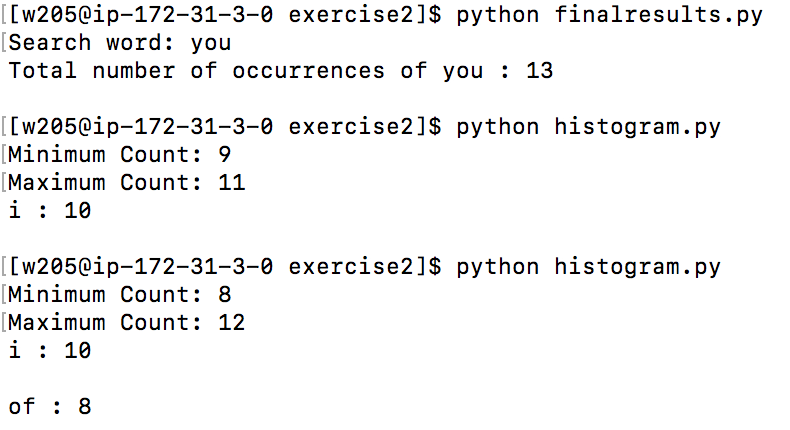 [[w205@ip-172-31-3-0 exercise2]$ python finalresults.py
[Search word: you
Total number of occurrences of you : 13
[[w205@ip-172-31-3-0 exercise2]$ python histogram.py
[Minimum Count: 9
[Maximum Count: 11
i : 10
[[w205@ip-172-31-3-0 exercise2]$ python histogram.py
[Minimum Count: 8
[Maximum Count: 12
i : 10
of : 8